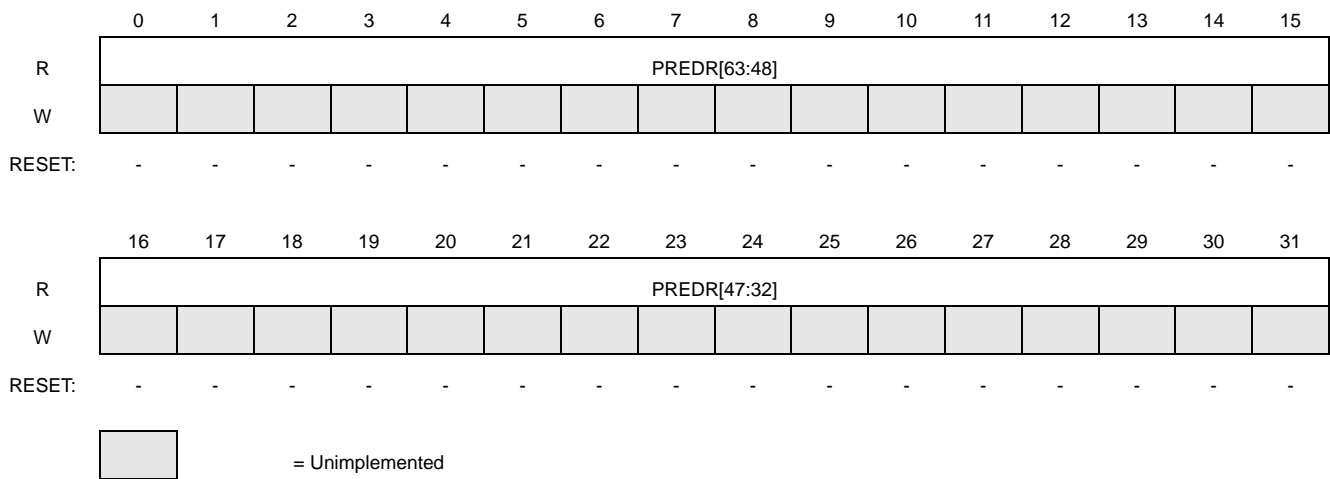 0 1 2 3 4 5 6 7 8 9 10 11 12 13 14 15
R PREDR[63:48]
W
RESET: - - - - - - - - - - - - - - - -
16 17 18 19 20 21 22 23 24 25 26 27 28 29 30 31
R PREDR[47:32]
W
RESET: - - - - - - - - - - - - - - - -
= Unimplemented